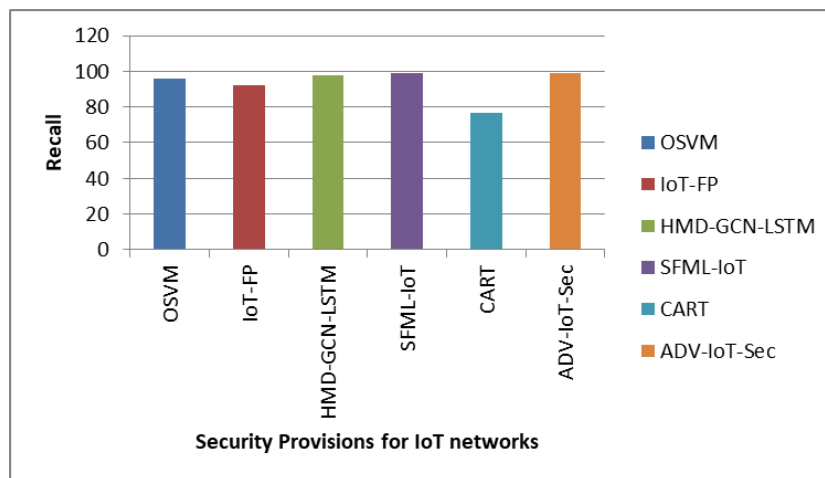 120
100
80
60
40
20
0
Recall
OSVM
IoT-FP
HMD-GCN-LSTM
SFML-IoT
CART
ADV-IoT-Sec
Security Provisions for IoT networks
OSVM
IoT-FP
HMD-GCN-LSTM
SFML-IoT
CART
ADV-IoT-Sec